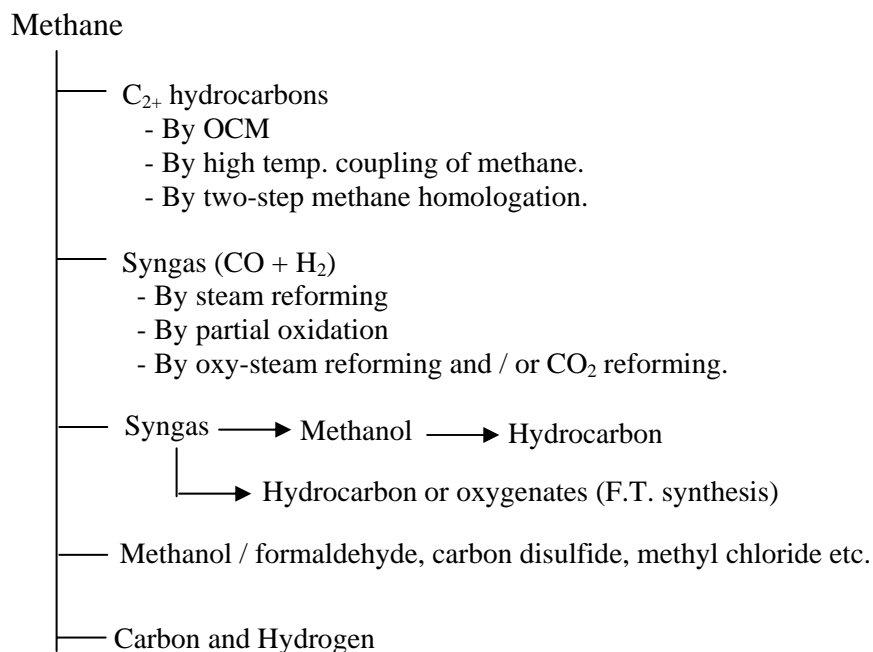 Methane
C₂₊ hydrocarbons
- By OCM
- By high temp. coupling of methane.
- By two-step methane homologation.
Syngas (CO + H₂)
- By steam reforming
- By partial oxidation
- By oxy-steam reforming and / or CO₂ reforming.
Syngas Methanol Hydrocarbon
Hydrocarbon or oxygenates (F.T. synthesis)
Methanol / formaldehyde, carbon disulfide, methyl chloride etc.
Carbon and Hydrogen